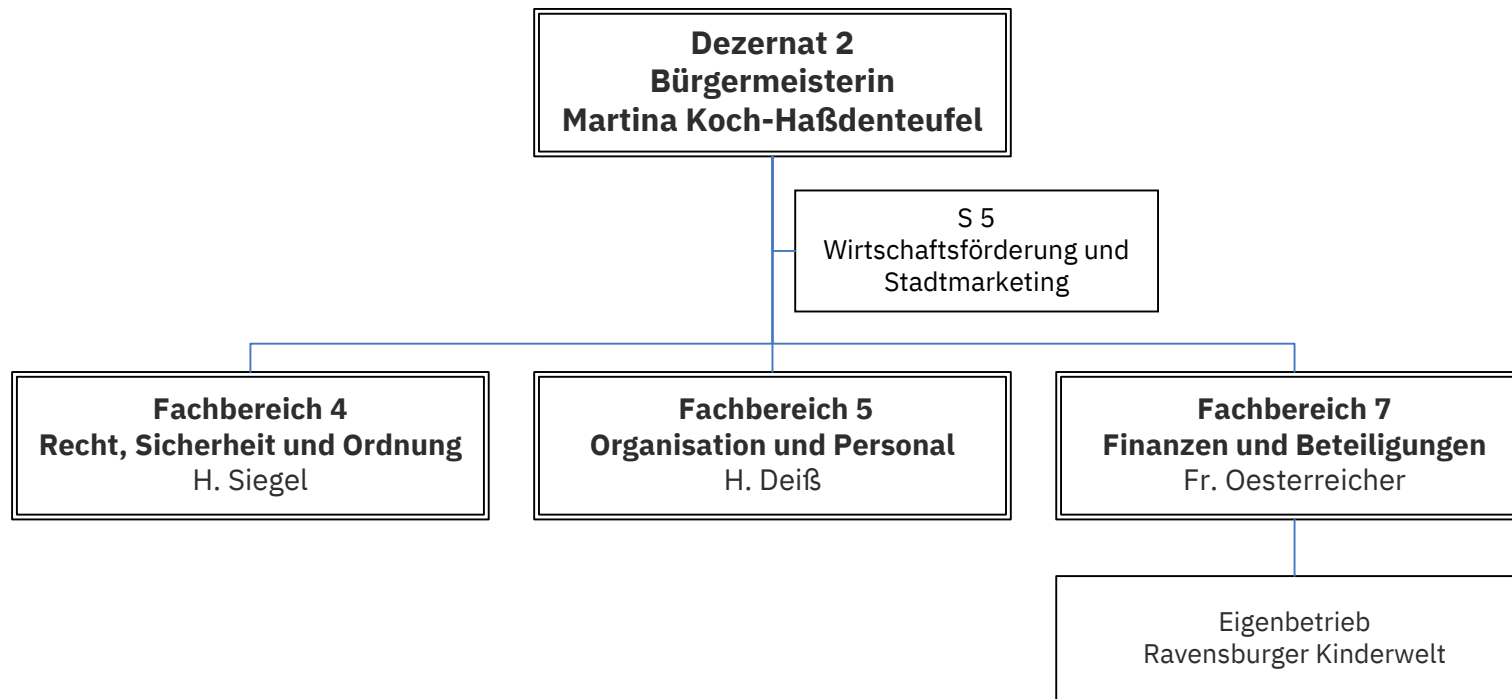 Dezernat 2
Bürgermeisterin
Martina Koch-Haßdenteufel
S 5
Wirtschaftsförderung und
Stadtmarketing
Fachbereich 4
Recht, Sicherheit und Ordnung
H. Siegel
Fachbereich 5
Organisation und Personal
H. Deiß
Fachbereich 7
Finanzen und Beteiligungen
Fr. Oesterreicher
Eigenbetrieb
Ravensburger Kinderwelt